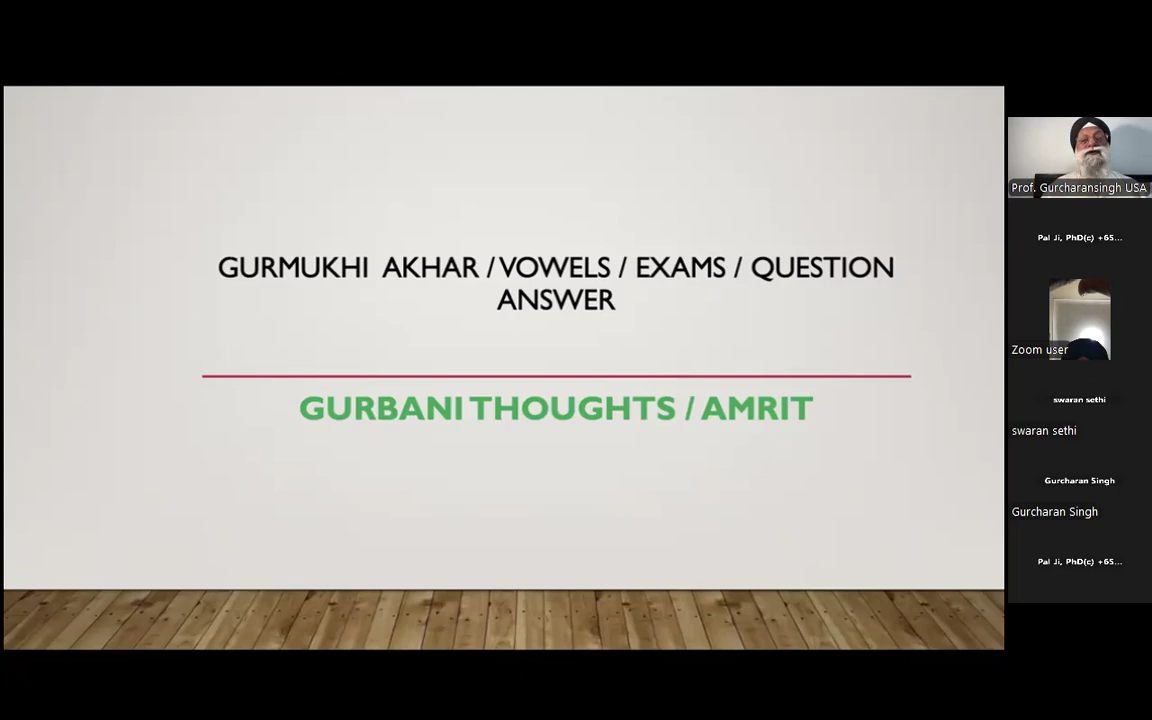 GURMUKHI AKHAR / VOWELS / EXAMS / QUESTION
ANSWER
GURBANI THOUGHTS / AMRIT
Prof. Gurcharansingh USA
Pal Ji, PhD(c) +65...
Zoom user
swaran sethi
swaran sethi
Gurcharan Singh
Gurcharan Singh
Pal Ji, PhD(c) +65...